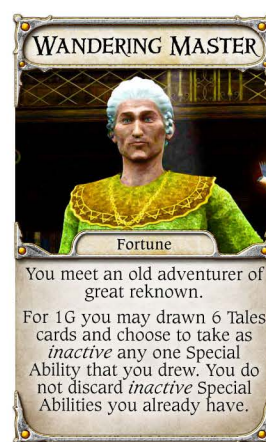 WANDERING MASTER
Fortune
You meet an old adventurer of
great reknown.
For 1G you may drawn 6 Tales
cards and choose to take as
inactive any one Special
Ability that you drew. You do
not discard inactive Special
Abilities you already have.